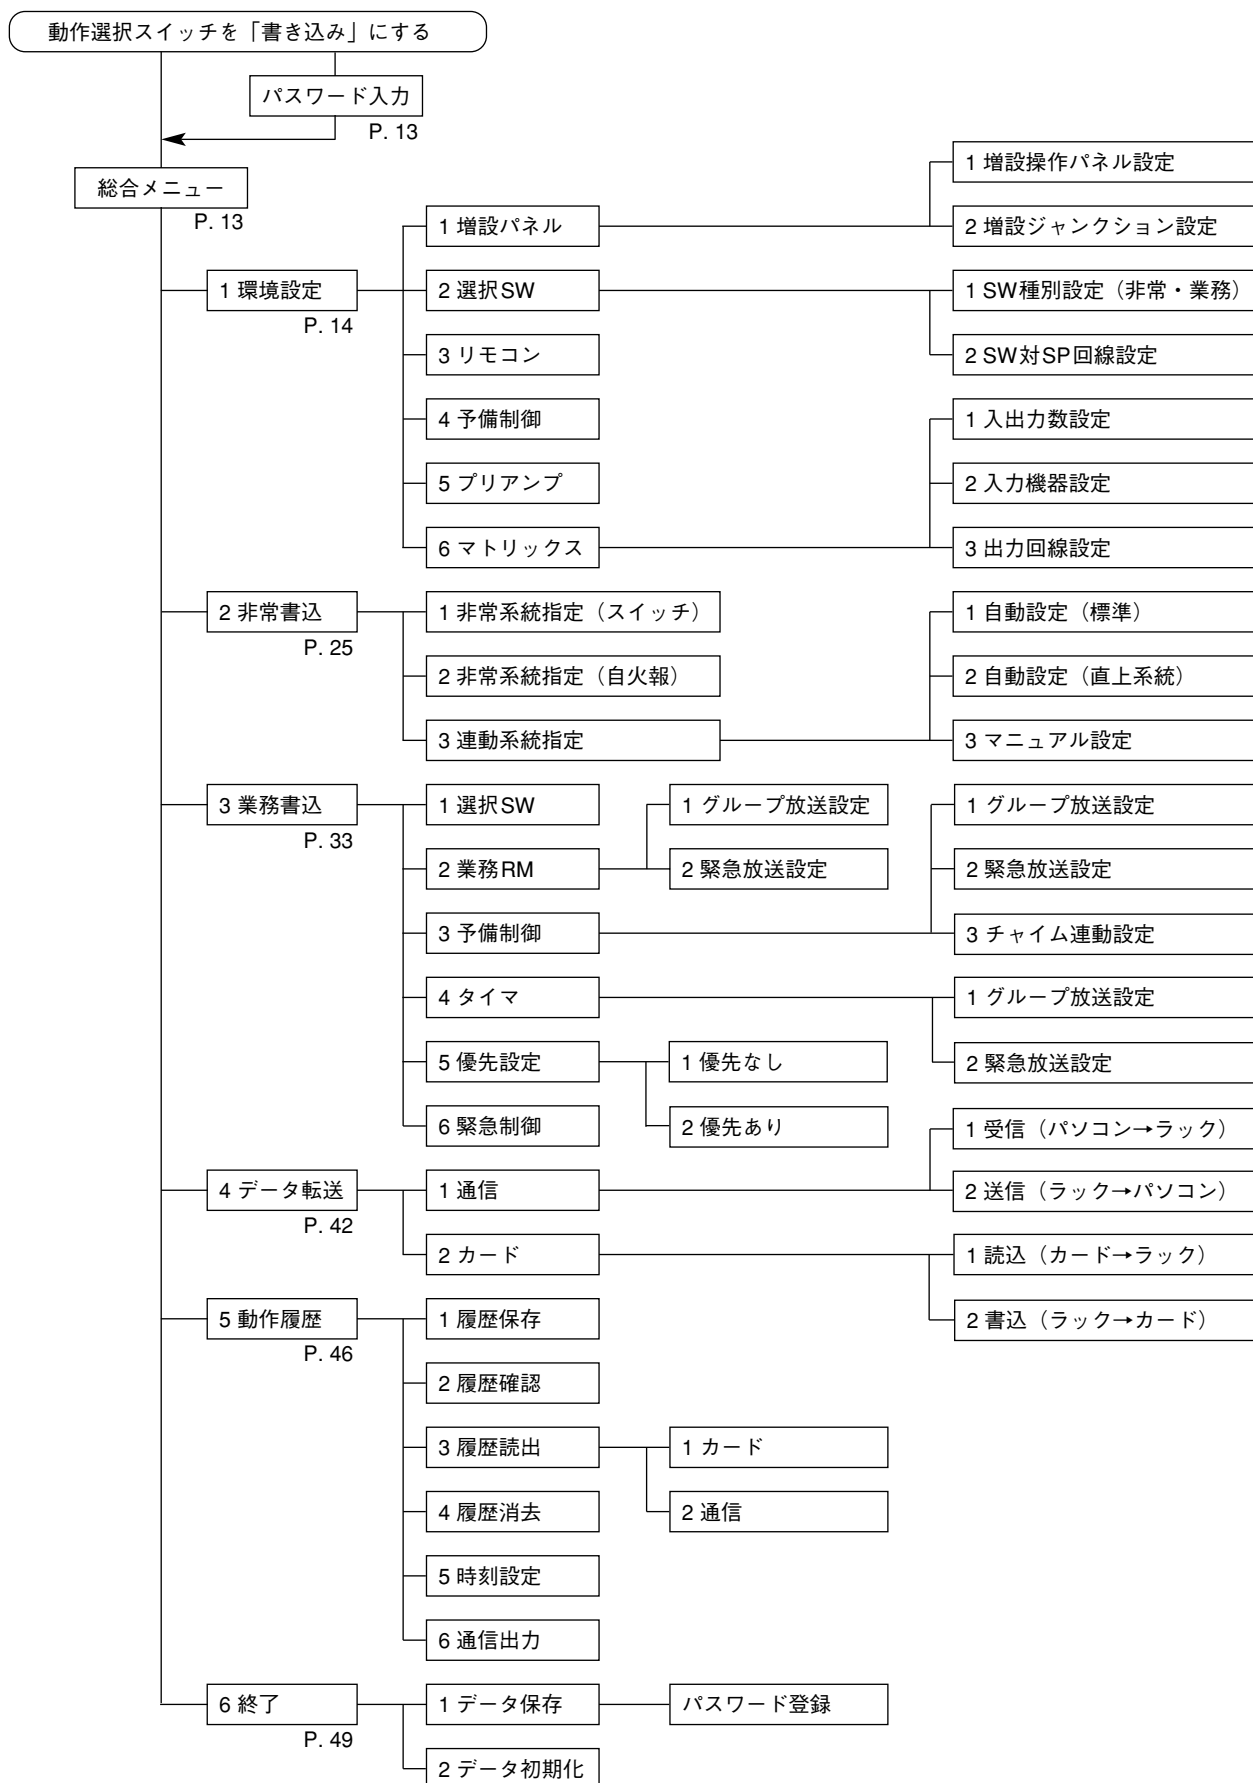 動作選択スイッチを「書き込み」にする
パスワード入力
P. 13
総合メニュー
P. 13
1 環境設定
P. 14
1 増設パネル
1 増設操作パネル設定
2 増設ジャンクション設定
2 選択SW
1 SW種別設定（非常・業務）
2 SW対SP回線設定
3 リモコン
4 予備制御
5 プリアンプ
6 マトリックス
1 入出力数設定
2 入力機器設定
3 出力回線設定
2 非常書込
P. 25
1 非常系統指定（スイッチ）
2 非常系統指定（自火報）
3 連動系統指定
1 自動設定（標準）
2 自動設定（直上系統）
3 マニュアル設定
3 業務書込
P. 33
1 選択SW
2 業務RM
1 グループ放送設定
2 緊急放送設定
3 予備制御
1 グループ放送設定
2 緊急放送設定
3 チャイム連動設定
4 タイマ
1 グループ放送設定
2 緊急放送設定
5 優先設定
1 優先なし
2 優先あり
6 緊急制御
4 データ転送
P. 42
1 通信
1 受信（パソコン→ラック）
2 送信（ラック→パソコン）
2 カード
1 読込（カード→ラック）
2 書込（ラック→カード）
5 動作履歴
P. 46
1 履歴保存
2 履歴確認
3 履歴読出
1 カード
2 通信
4 履歴消去
5 時刻設定
6 通信出力
6 終了
P. 49
1 データ保存
パスワード登録
2 データ初期化